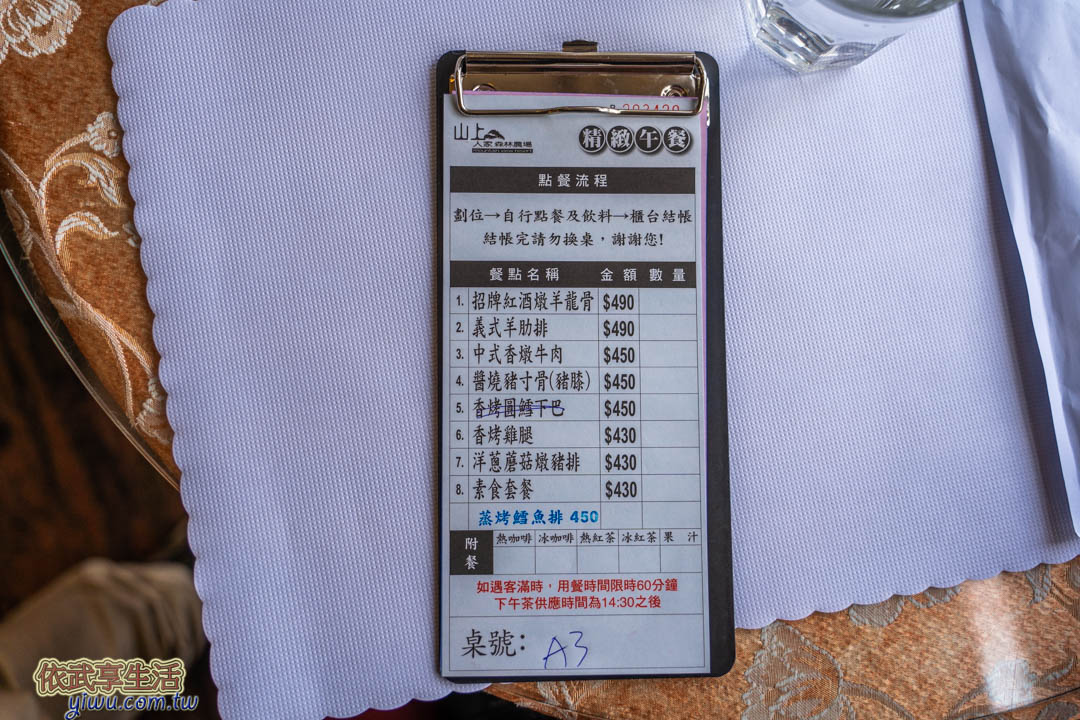 山上
人家 森林農場
mountain view resort
精緻午餐
點餐流程
劃位→自行點餐及飲料→櫃台結帳
結帳完請勿換桌，謝謝您!
餐點名稱 金額 數量
1. 招牌紅酒燉羊龍骨 $490
2. 義式羊肋排 $490
3. 中式香燉牛肉 $450
4. 醬燒豬寸骨(豬膝) $450
5. 香烤圓鱈下巴 $450
6. 香烤雞腿 $430
7. 洋蔥蘑菇燉豬排 $430
8. 素食套餐 $430
蒸烤鱈魚排 450
附餐 熱咖啡 冰咖啡 熱紅茶 冰紅茶 果汁
如遇客滿時，用餐時間限時60分鐘
下午茶供應時間為14:30之後
桌號: A3
依武享生活
yiwu.com.tw